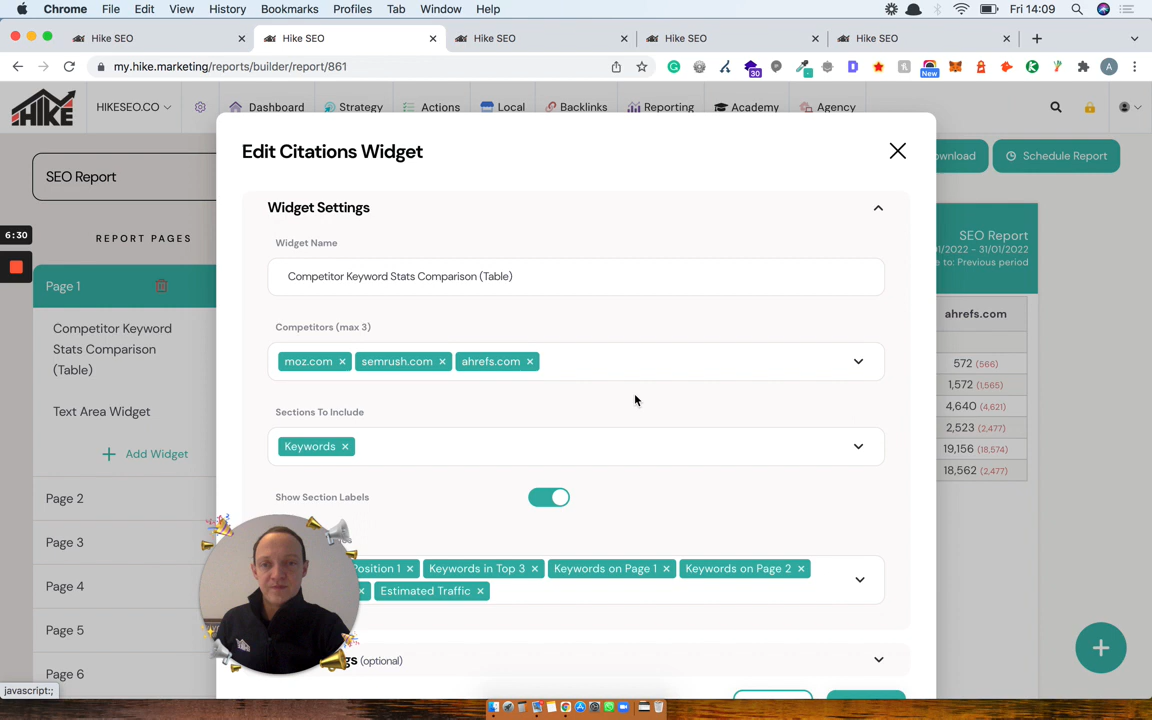 Chrome File Edit View History Bookmarks Profiles Tab Window Help
Fri 14:09
Hike SEO
Hike SEO
Hike SEO
Hike SEO
Hike SEO
my.hike.marketing/reports/builder/report/861
30
New
A
HIKE
HIKESEO.CO
Dashboard
Strategy
Actions
Local
Backlinks
Reporting
Academy
Agency
SEO Report
Edit Citations Widget
wnload
Schedule Report
6:30
REPORT PAGES
Page 1
Competitor Keyword
Stats Comparison
(Table)
Text Area Widget
Add Widget
Page 2
Page 3
Page 4
Page 5
Page 6
Widget Settings
Widget Name
Competitor Keyword Stats Comparison (Table)
Competitors (max 3)
moz.com × semrush.com × ahrefs.com ×
Sections To Include
Keywords ×
Show Section Labels
Position 1 × Keywords in Top 3 × Keywords on Page 1 × Keywords on Page 2 ×
× Estimated Traffic ×
gs (optional)
SEO Report
/2022 - 31/01/2022
e to: Previous period
ahrefs.com
572 (566)
1,572 (1,565)
4,640 (4,621)
2,523 (2,477)
19,156 (18,574)
18,562 (2,477)
javascript:;